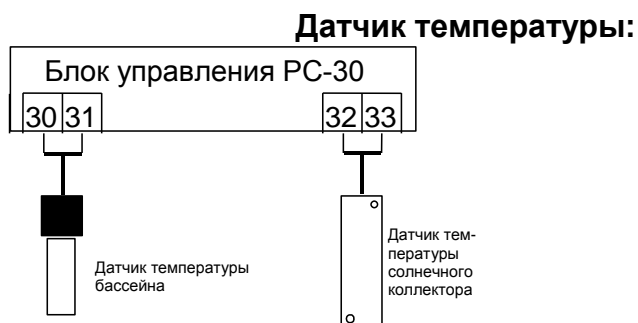 Датчик температуры:
Блок управления РС-30
30 31 32 33
Датчик температуры
бассейна
Датчик тем-
пературы
солнечного
коллектора